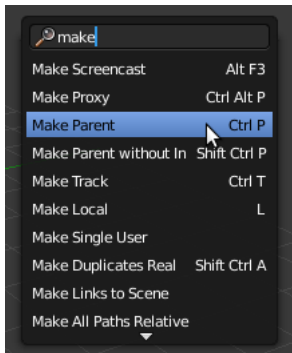 make
Make Screencast Alt F3
Make Proxy Ctrl Alt P
Make Parent Ctrl P
Make Parent without In Shift Ctrl P
Make Track Ctrl T
Make Local L
Make Single User
Make Duplicates Real Shift Ctrl A
Make Links to Scene
Make All Paths Relative